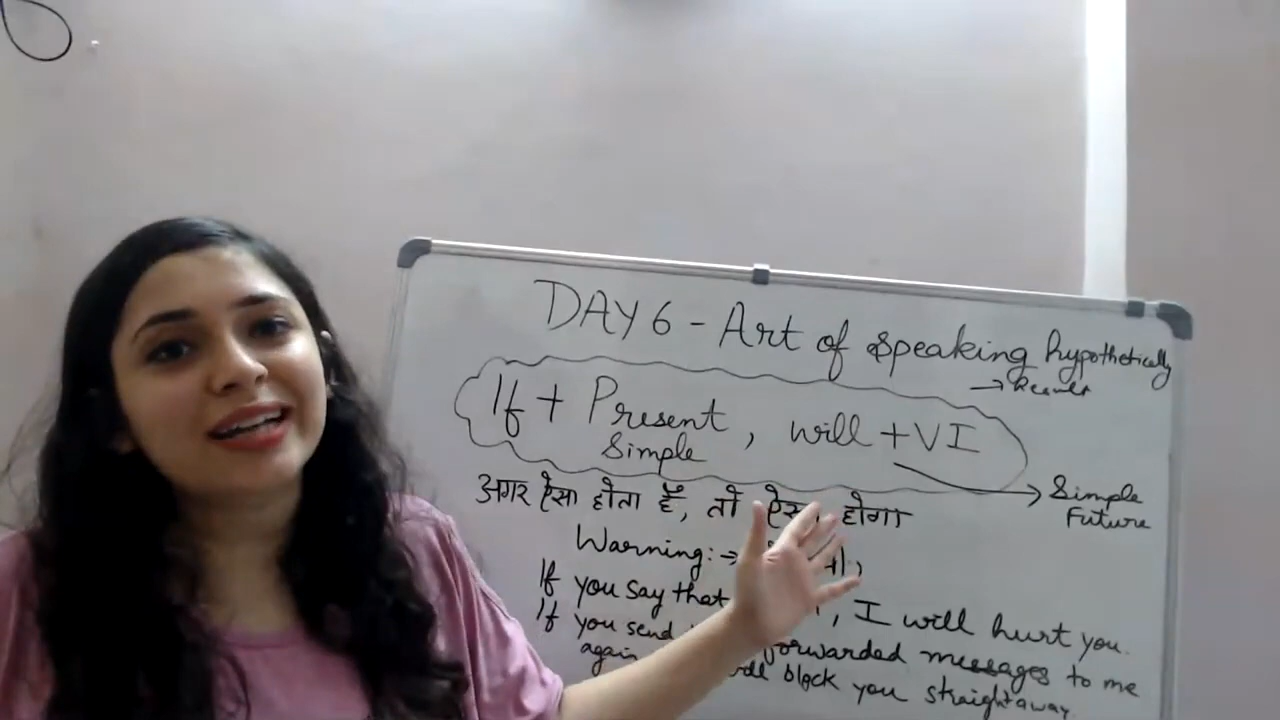 DAY 6 - Art of speaking hypothetically
→ Result
If + Present Simple, will + VI
→ Simple Future
अगर ऐसा होता है, तो ऐसा होगा
Warning:→
If you say that, I will hurt you.
If you send forwarded messages to me
again block you straightaway